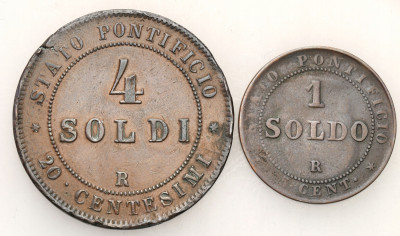 STATO PONTIFICIO
4
SOLDI
R
20 · CENTESIMI
STATO · PONTIFICIO
1
SOLDO
R
CENT.